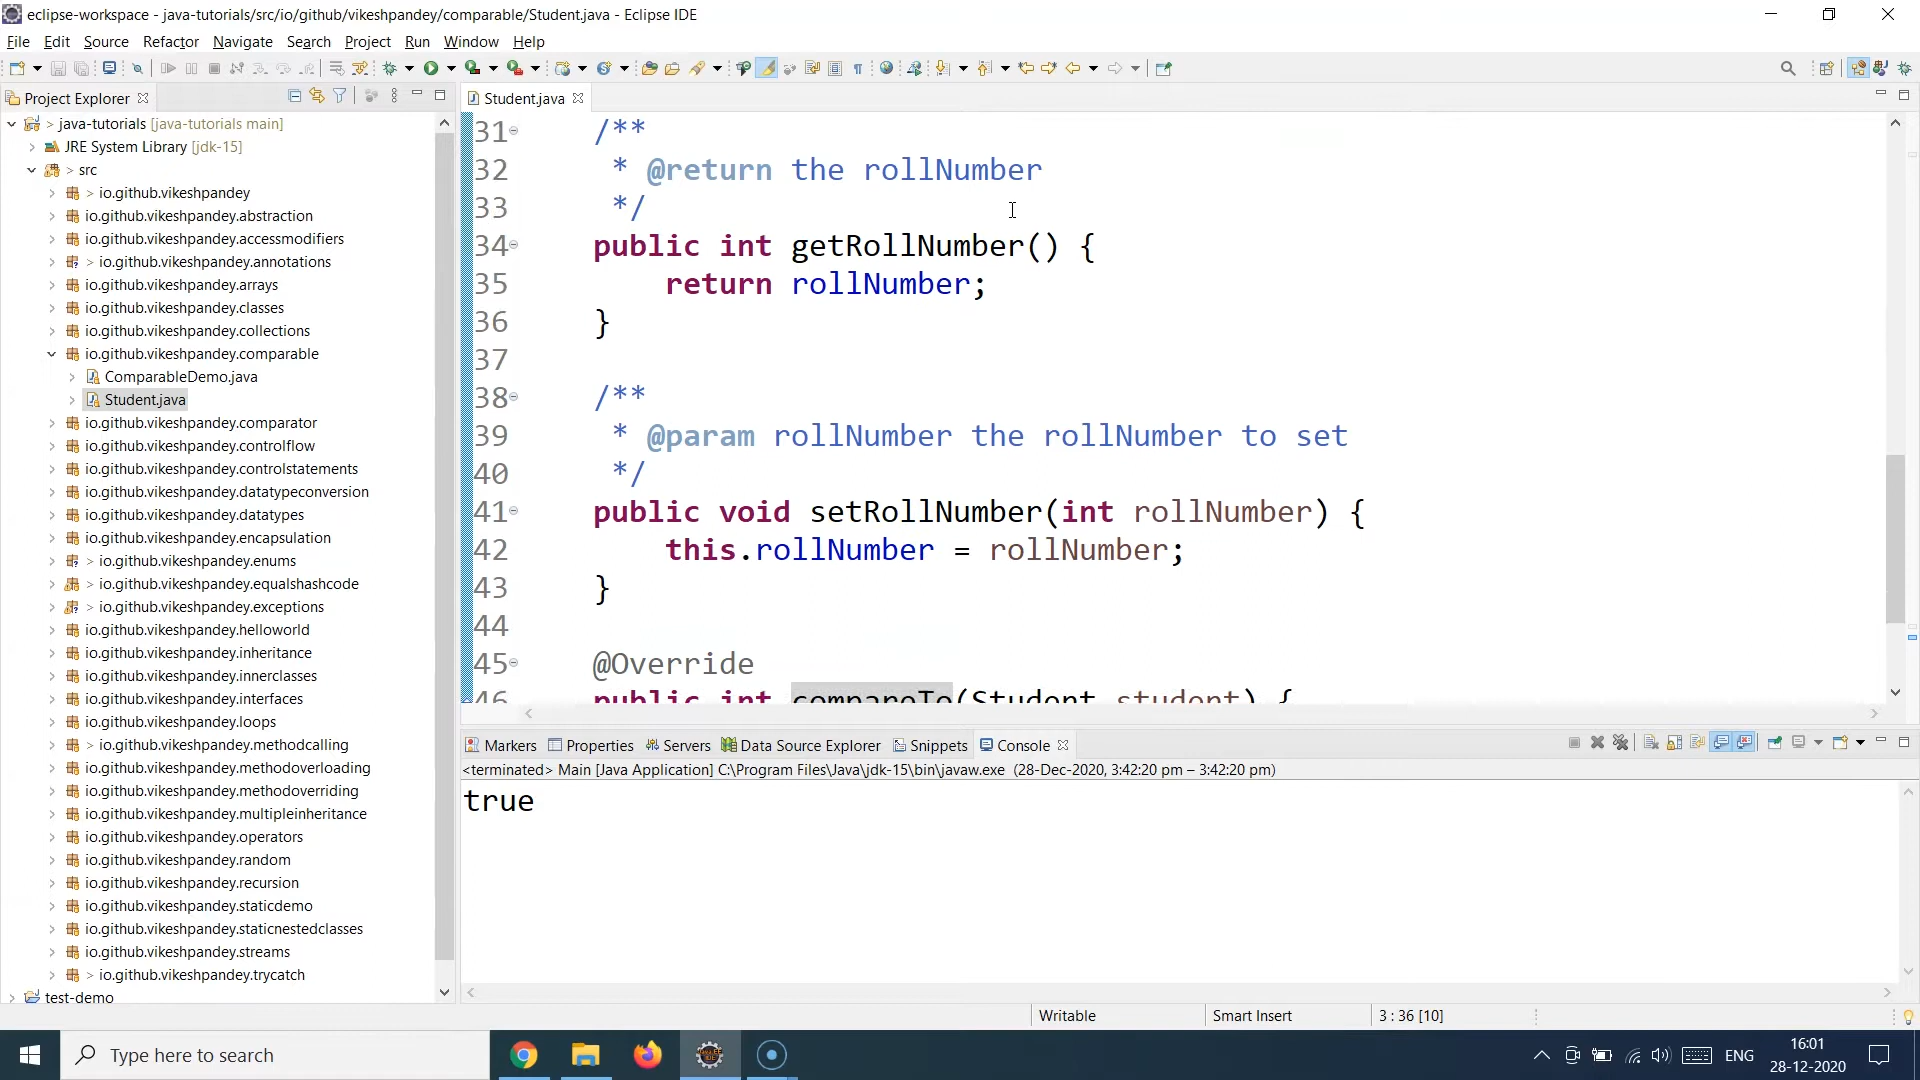 eclipse-workspace - java-tutorials/src/io/github/vikeshpandey/comparable/Student.java - Eclipse IDE
File Edit Source Refactor Navigate Search Project Run Window Help
Project Explorer
Student.java
> java-tutorials [java-tutorials main]
JRE System Library [jdk-15]
> src
> io.github.vikeshpandey
io.github.vikeshpandey.abstraction
io.github.vikeshpandey.accessmodifiers
> io.github.vikeshpandey.annotations
io.github.vikeshpandey.arrays
io.github.vikeshpandey.classes
io.github.vikeshpandey.collections
io.github.vikeshpandey.comparable
ComparableDemo.java
Student.java
io.github.vikeshpandey.comparator
io.github.vikeshpandey.controlflow
io.github.vikeshpandey.controlstatements
io.github.vikeshpandey.datatypeconversion
io.github.vikeshpandey.datatypes
io.github.vikeshpandey.encapsulation
> io.github.vikeshpandey.enums
> io.github.vikeshpandey.equalshashcode
> io.github.vikeshpandey.exceptions
io.github.vikeshpandey.helloworld
io.github.vikeshpandey.inheritance
io.github.vikeshpandey.innerclasses
io.github.vikeshpandey.interfaces
io.github.vikeshpandey.loops
> io.github.vikeshpandey.methodcalling
io.github.vikeshpandey.methodoverloading
io.github.vikeshpandey.methodoverriding
io.github.vikeshpandey.multipleinheritance
io.github.vikeshpandey.operators
io.github.vikeshpandey.random
io.github.vikeshpandey.recursion
io.github.vikeshpandey.staticdemo
io.github.vikeshpandey.staticnestedclasses
io.github.vikeshpandey.streams
> io.github.vikeshpandey.trycatch
test-demo
31 /**
32 * @return the rollNumber
33 */
34 public int getRollNumber() {
35 return rollNumber;
36 }
37
38 /**
39 * @param rollNumber the rollNumber to set
40 */
41 public void setRollNumber(int rollNumber) {
42 this.rollNumber = rollNumber;
43 }
44
45 @Override
46 public int compareTo(Student student) {
Markers Properties Servers Data Source Explorer Snippets Console
<terminated> Main [Java Application] C:\Program Files\Java\jdk-15\bin\javaw.exe (28-Dec-2020, 3:42:20 pm – 3:42:20 pm)
true
Writable Smart Insert 3 : 36 [10]
Type here to search
ENG
16:01
28-12-2020